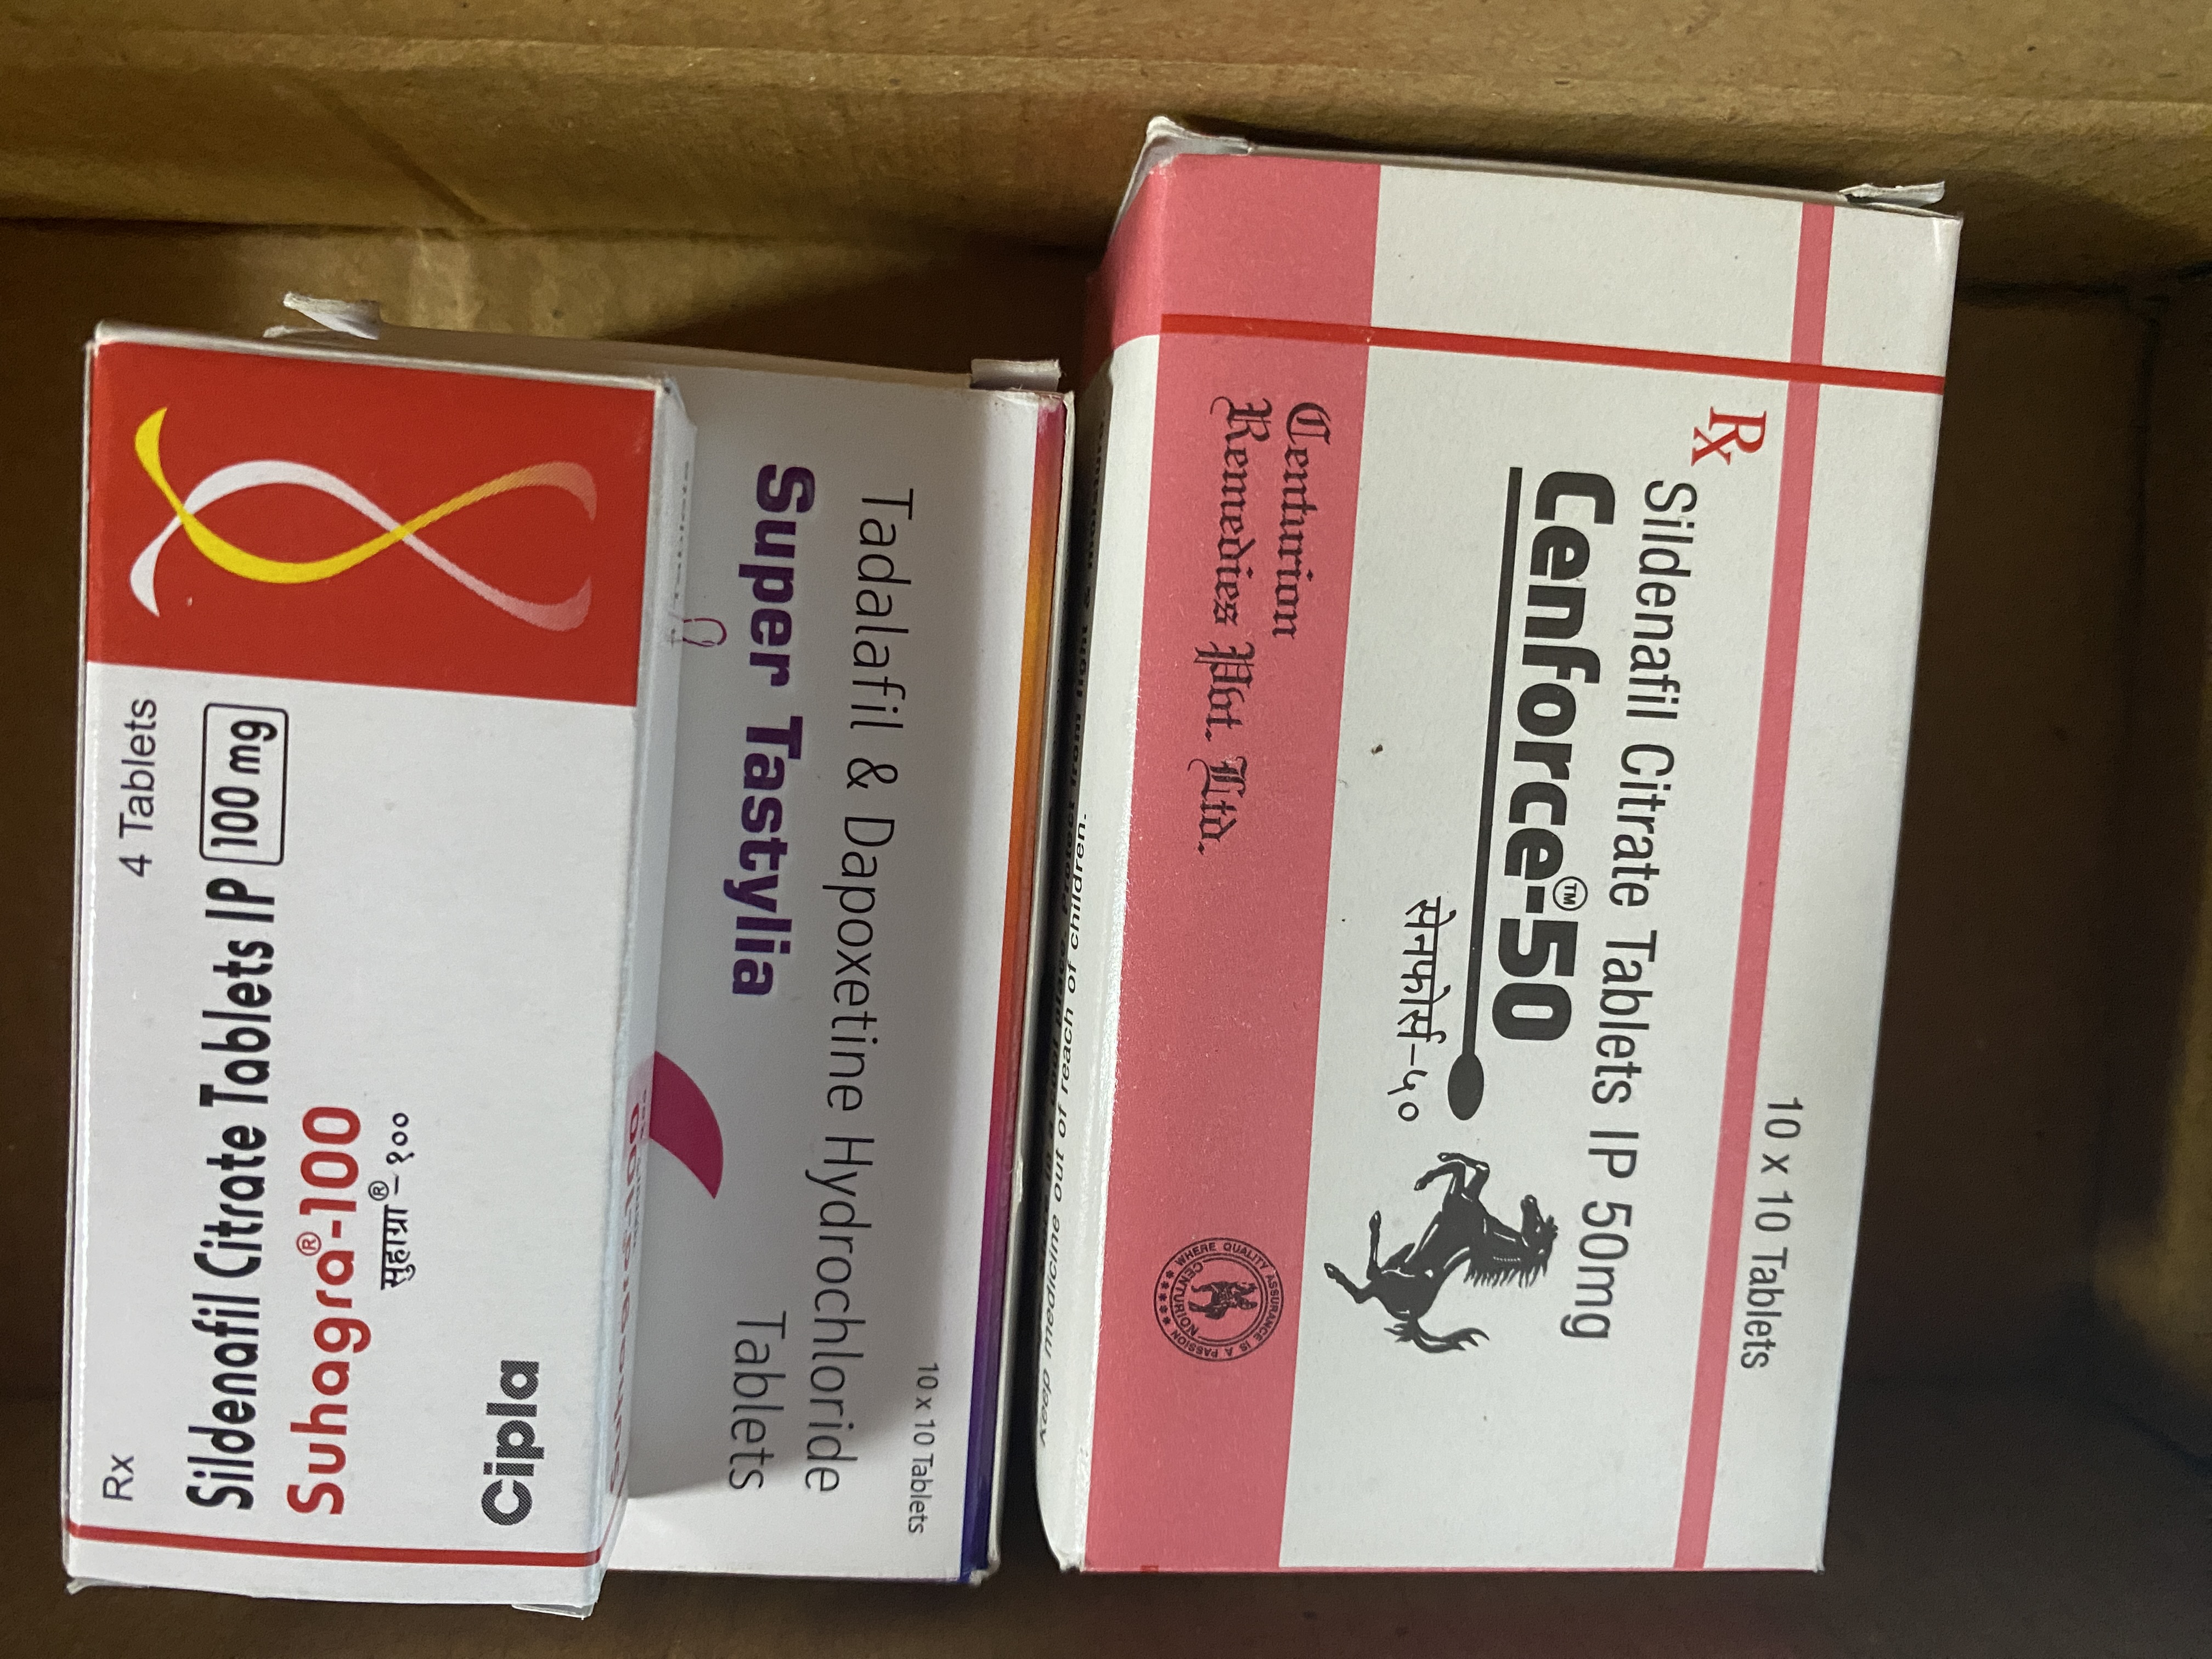 Rx
4 Tablets
Sildenafil Citrate Tablets IP 100 mg
Suhagra®-100
सुहाग्रा®-१००
Cipla
Tadalafil & Dapoxetine Hydrochloride
Super Tastylia
Tablets
10 x 10 Tablets
10 x 10 Tablets
Rx
Sildenafil Citrate Tablets IP 50mg
Cenforce™-50
सेनफोर्स-५०
Centurion
Remedies Pvt. Ltd.
WHERE QUALITY ASSURANCE IS A PASSION
CENTURION
Keep medicine out of reach of children.